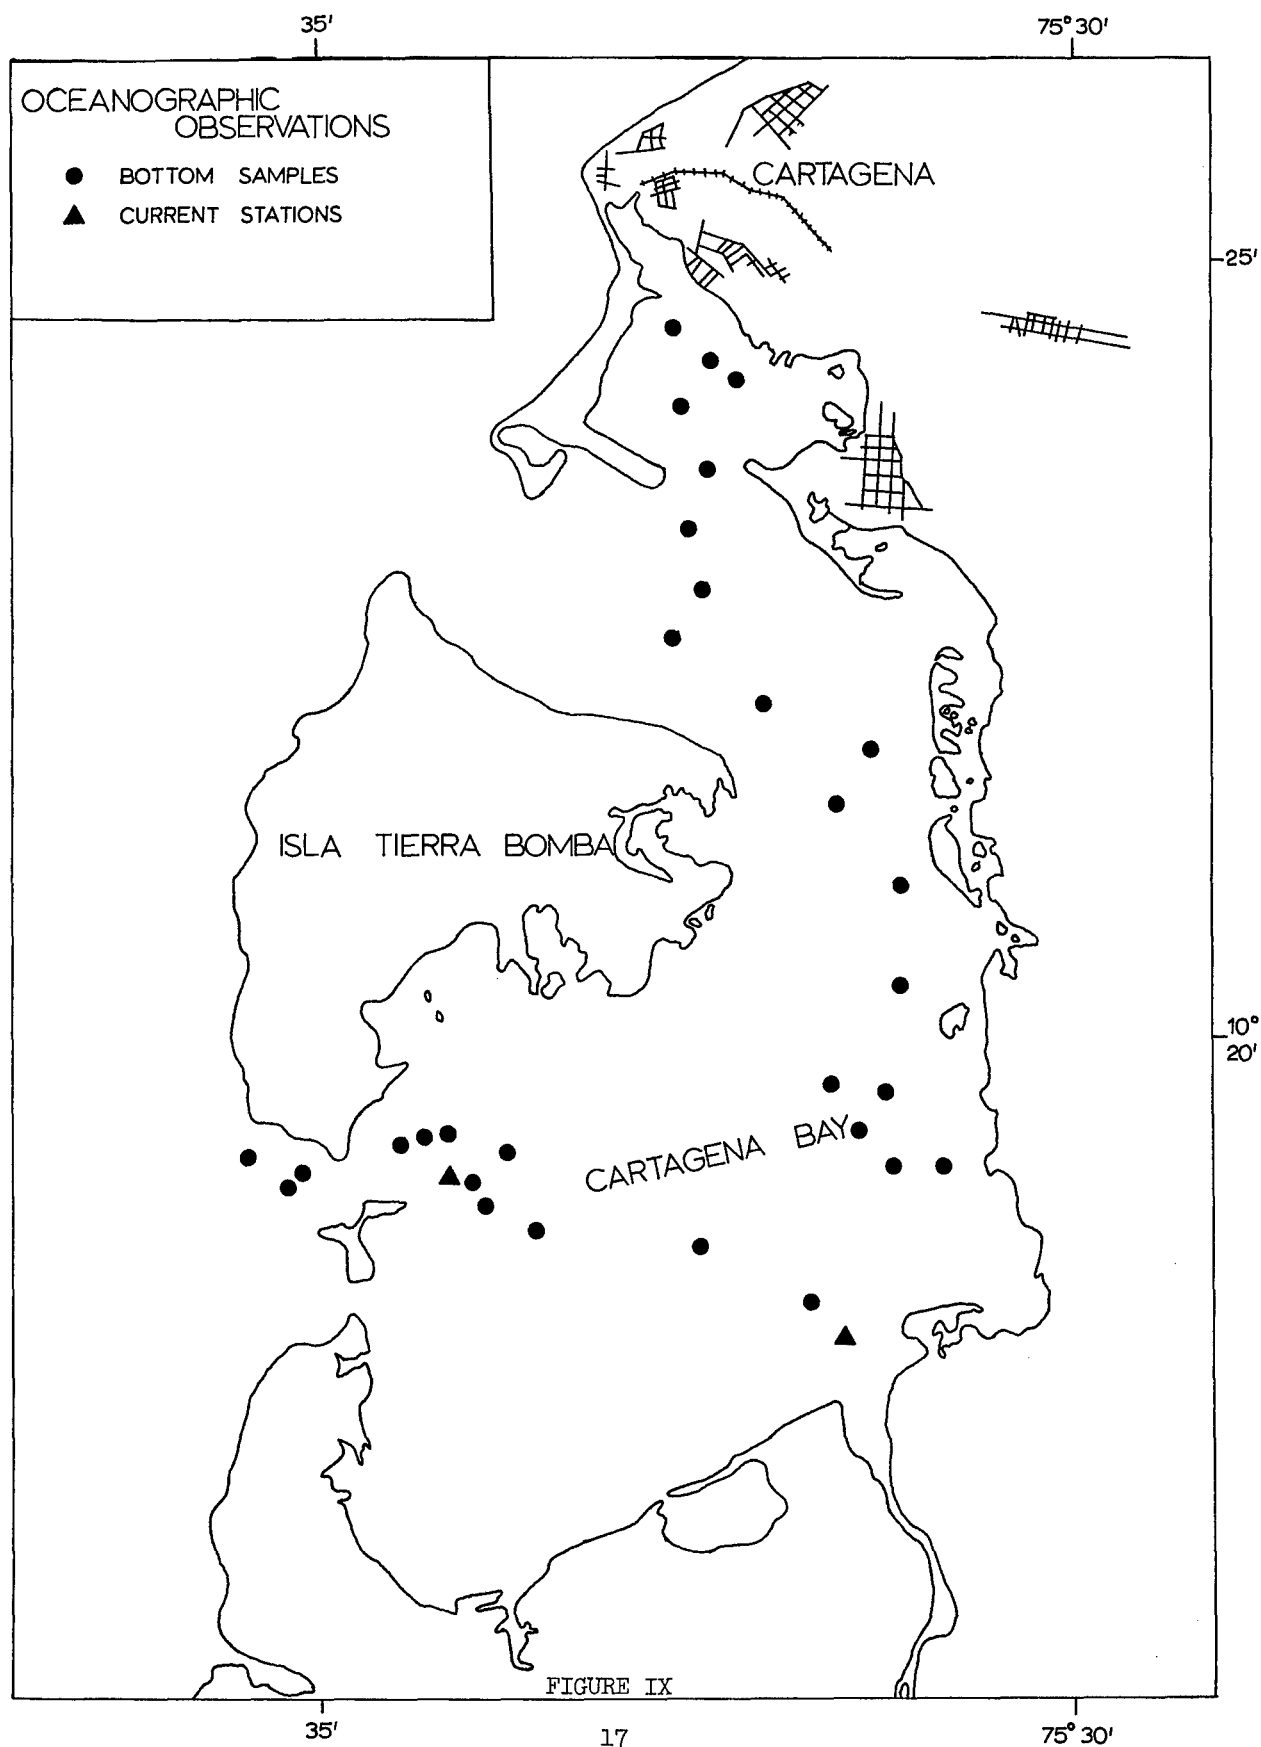 35'
75° 30'
OCEANOGRAPHIC
OBSERVATIONS
BOTTOM SAMPLES
CURRENT STATIONS
CARTAGENA
25'
ISLA TIERRA BOMBA
10°
20'
CARTAGENA BAY
FIGURE IX
35'
17
75° 30'